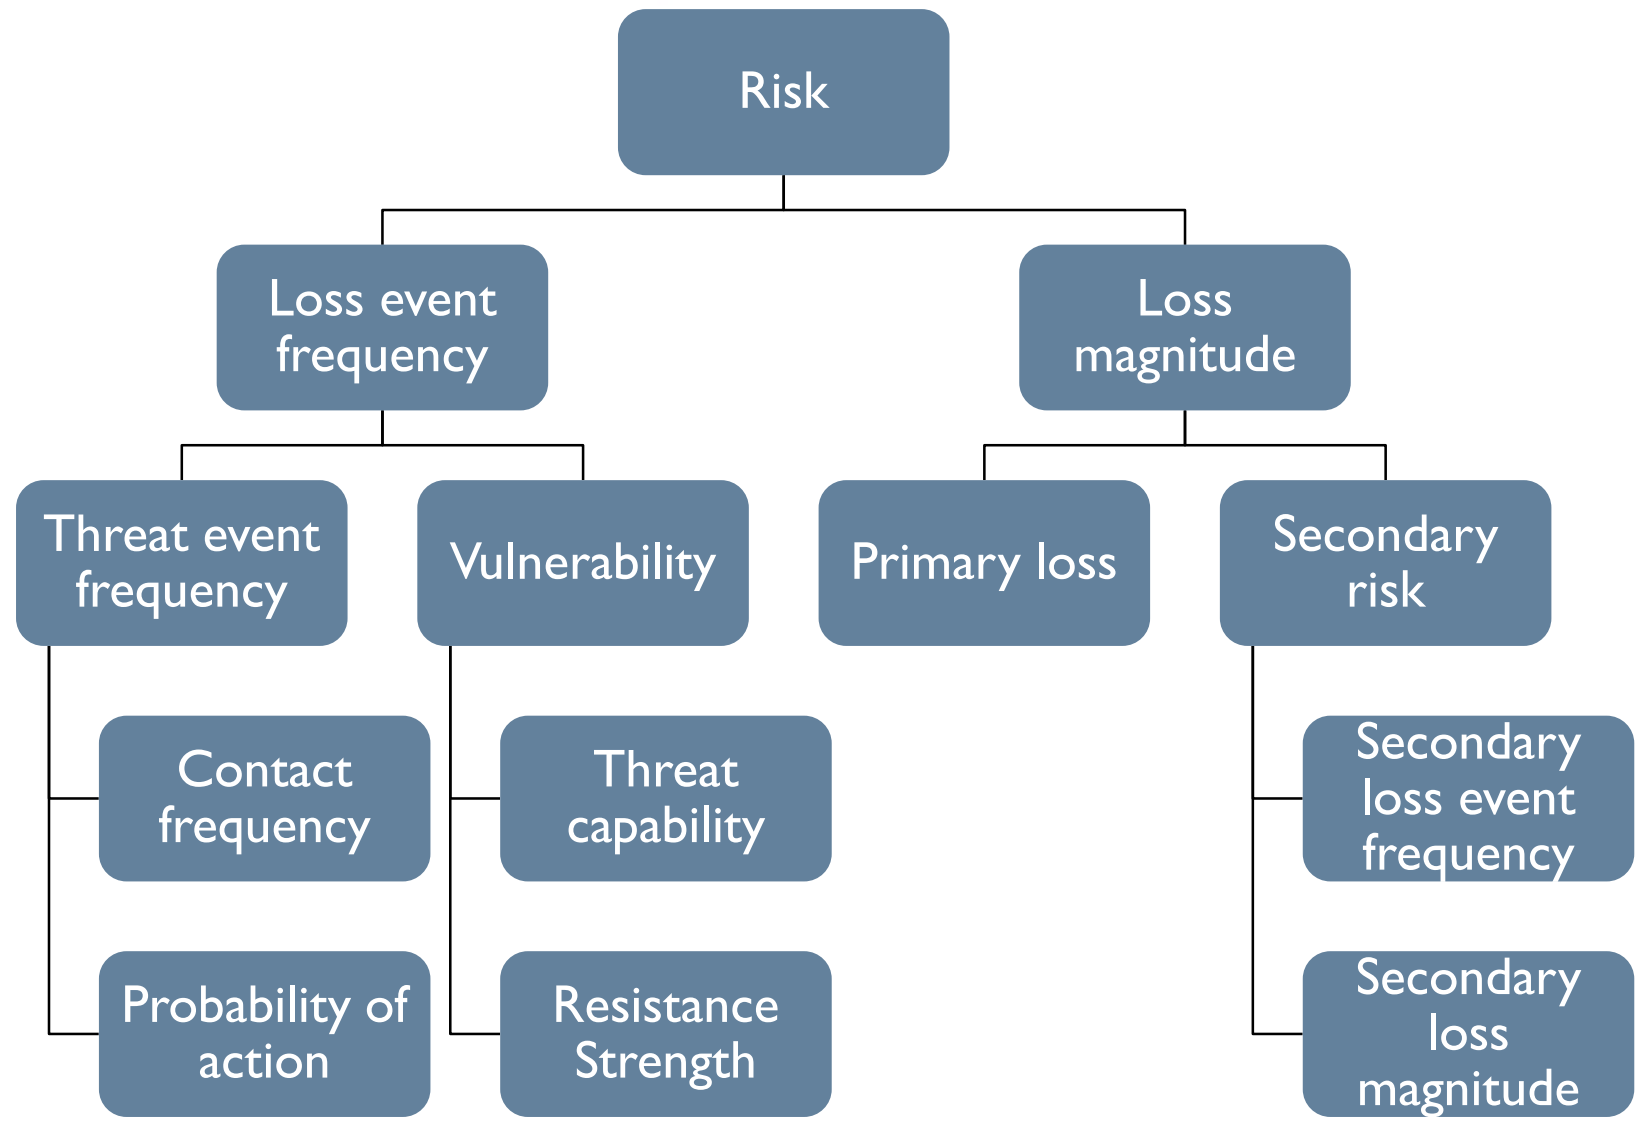 Risk
Loss event
frequency
Loss
magnitude
Threat event
frequency
Vulnerability
Primary loss
Secondary
risk
Contact
frequency
Threat
capability
Secondary
loss event
frequency
Probability of
action
Resistance
Strength
Secondary
loss
magnitude